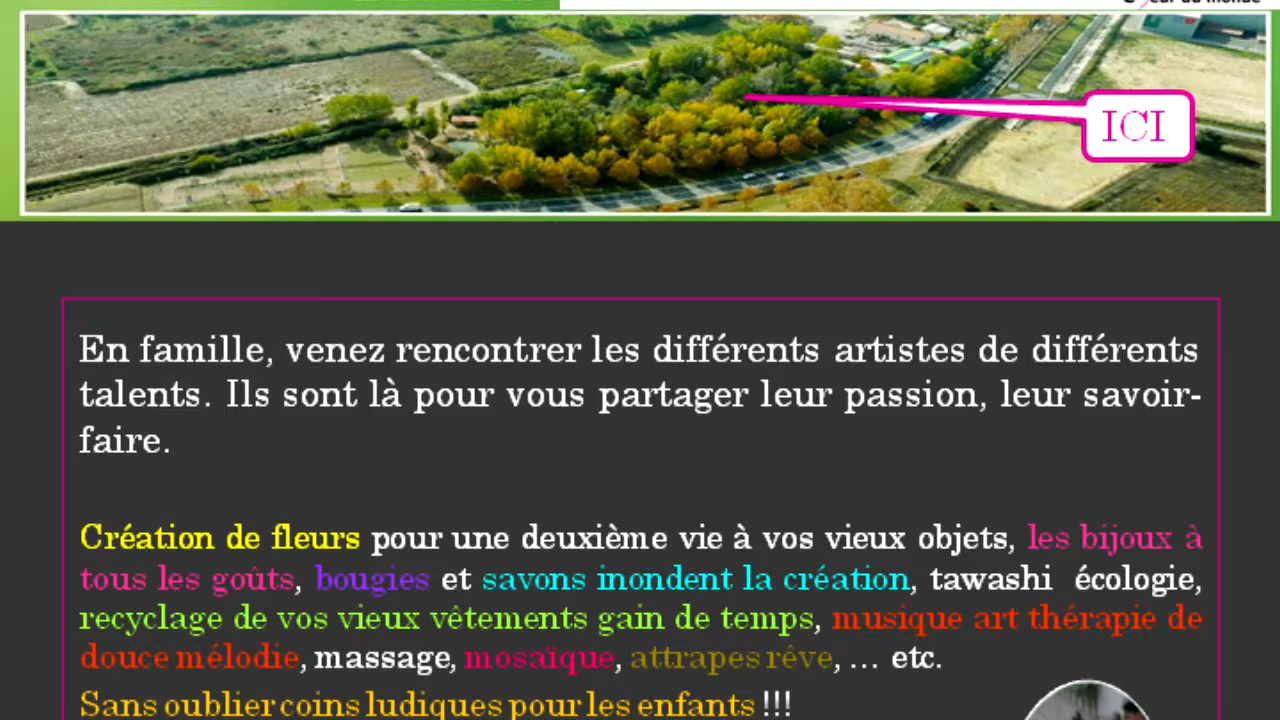 ICI
En famille, venez rencontrer les différents artistes de différents
talents. Ils sont là pour vous partager leur passion, leur savoir-
faire.
Création de fleurs pour une deuxième vie à vos vieux objets, les bijoux à
tous les goûts, bougies et savons inondent la création, tawashi écologie,
recyclage de vos vieux vêtements gain de temps, musique art thérapie de
douce mélodie, massage, mosaïque, attrapes rêve, ... etc.
Sans oublier coins ludiques pour les enfants !!!